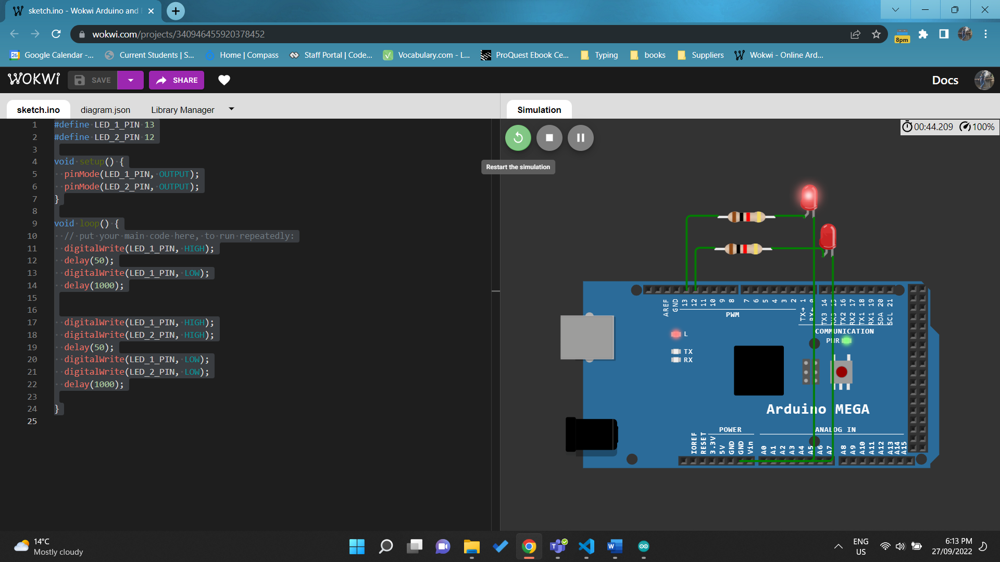 sketch.ino - Wokwi Arduino and
wokwi.com/projects/340946455920378452
8pm
26 Google Calendar -...
Current Students | S...
Home | Compass
Staff Portal | Code...
Vocabulary.com - L...
ProQuest Ebook Ce...
Typing
books
Suppliers
Wokwi - Online Ard...
WOKWi
SAVE
SHARE
Docs
sketch.ino
diagram.json
Library Manager
Simulation
1 #define LED_1_PIN 13
2 #define LED_2_PIN 12
3
4 void setup() {
5 pinMode(LED_1_PIN, OUTPUT);
6 pinMode(LED_2_PIN, OUTPUT);
7 }
8
9 void loop() {
10 // put your main code here, to run repeatedly:
11 digitalWrite(LED_1_PIN, HIGH);
12 delay(50);
13 digitalWrite(LED_1_PIN, LOW);
14 delay(1000);
15
16
17 digitalWrite(LED_1_PIN, HIGH);
18 digitalWrite(LED_2_PIN, HIGH);
19 delay(50);
20 digitalWrite(LED_1_PIN, LOW);
21 digitalWrite(LED_2_PIN, LOW);
22 delay(1000);
23
24 }
25
00:44.209 100%
Restart the simulation
AREF GND 13 12 11 10 9 8 7 6 5 4 3 2 TX→ 1 RX← 0 TX3 14 RX3 15 TX2 16 RX2 17 TX1 18 RX1 19 SDA 20 SCL 21
PWM
COMMUNICATION
L
PWR
TX
RX
Arduino MEGA
POWER
ANALOG IN
IOREF RESET 3.3V 5V GND GND Vin A0 A1 A2 A3 A4 A5 A6 A7 A8 A9 A10 A11 A12 A13 A14 A15
14°C
Mostly cloudy
ENG
US
6:13 PM
27/09/2022